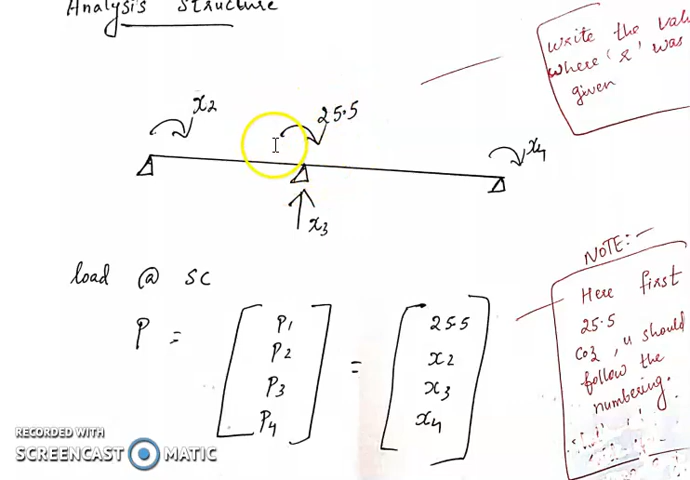 Analysis Structure
write the val
where 'x' was
given
x2
25.5
x4
x3
NOTE:-
Here first
25.5
coz, u should
follow the
numbering.
load @ SC
P = P1 = 25.5
P2 x2
P3 x3
P4 x4
RECORDED WITH
SCREENCAST MATIC